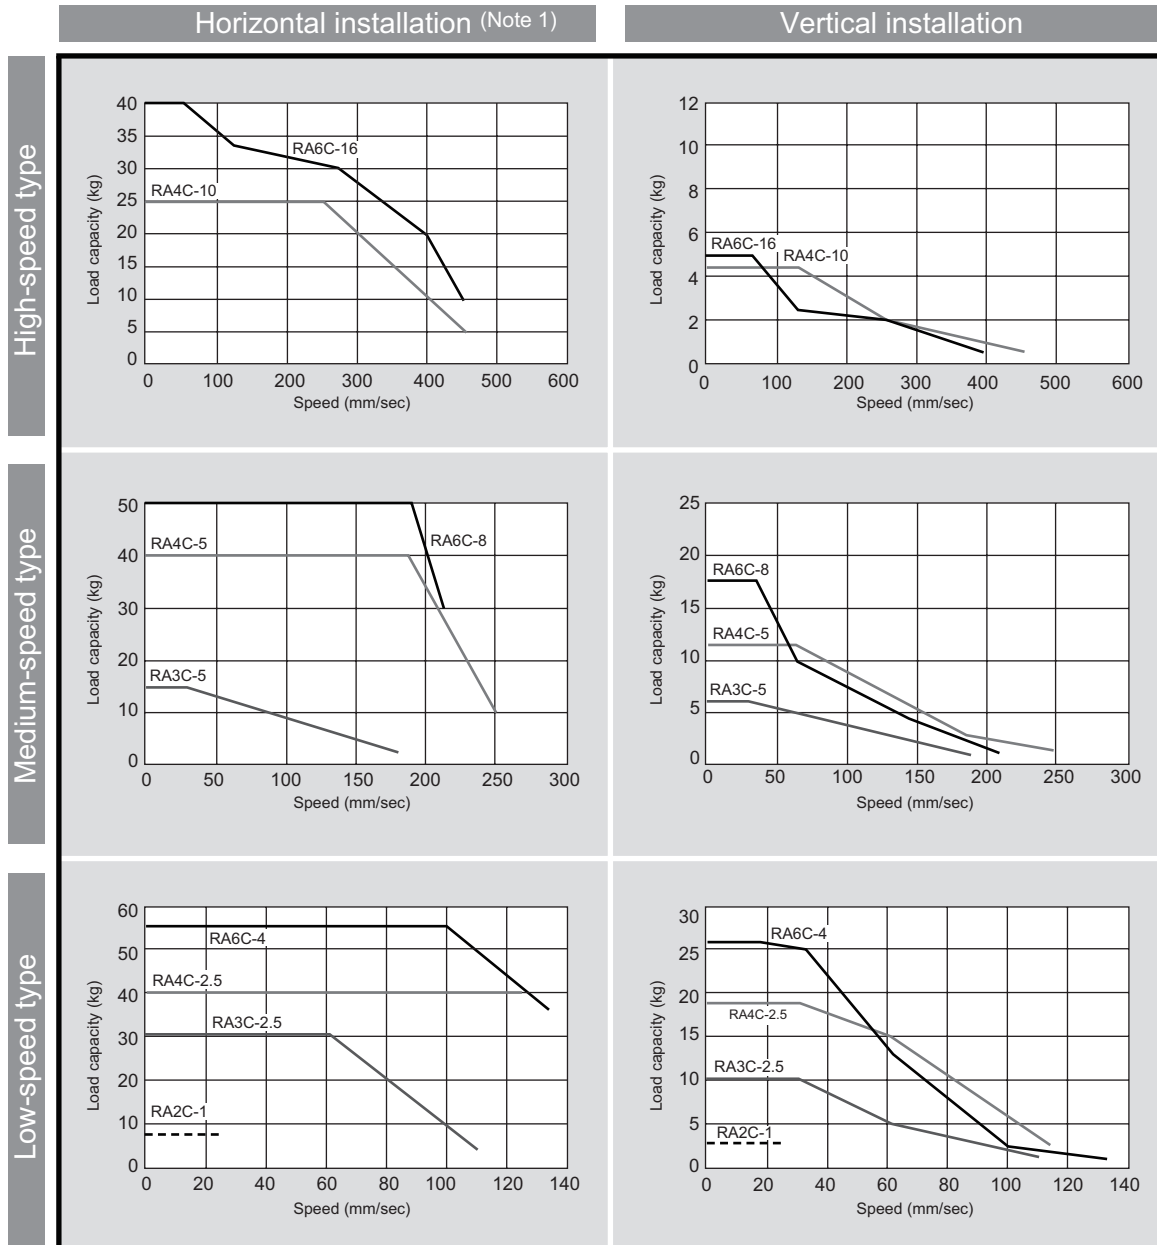 Horizontal installation (Note 1)
Vertical installation
High-speed type
Load capacity (kg)
40
35
30
25
20
15
10
5
0
RA6C-16
RA4C-10
0 100 200 300 400 500 600
Speed (mm/sec)
Load capacity (kg)
12
10
8
6
4
2
0
RA6C-16
RA4C-10
0 100 200 300 400 500 600
Speed (mm/sec)
Medium-speed type
Load capacity (kg)
50
40
30
20
10
0
RA4C-5
RA6C-8
RA3C-5
0 50 100 150 200 250 300
Speed (mm/sec)
Load capacity (kg)
25
20
15
10
5
0
RA6C-8
RA4C-5
RA3C-5
0 50 100 150 200 250 300
Speed (mm/sec)
Low-speed type
Load capacity (kg)
60
50
40
30
20
10
0
RA6C-4
RA4C-2.5
RA3C-2.5
RA2C-1
0 20 40 60 80 100 120 140
Speed (mm/sec)
Load capacity (kg)
30
25
20
15
10
5
0
RA6C-4
RA4C-2.5
RA3C-2.5
RA2C-1
0 20 40 60 80 100 120 140
Speed (mm/sec)